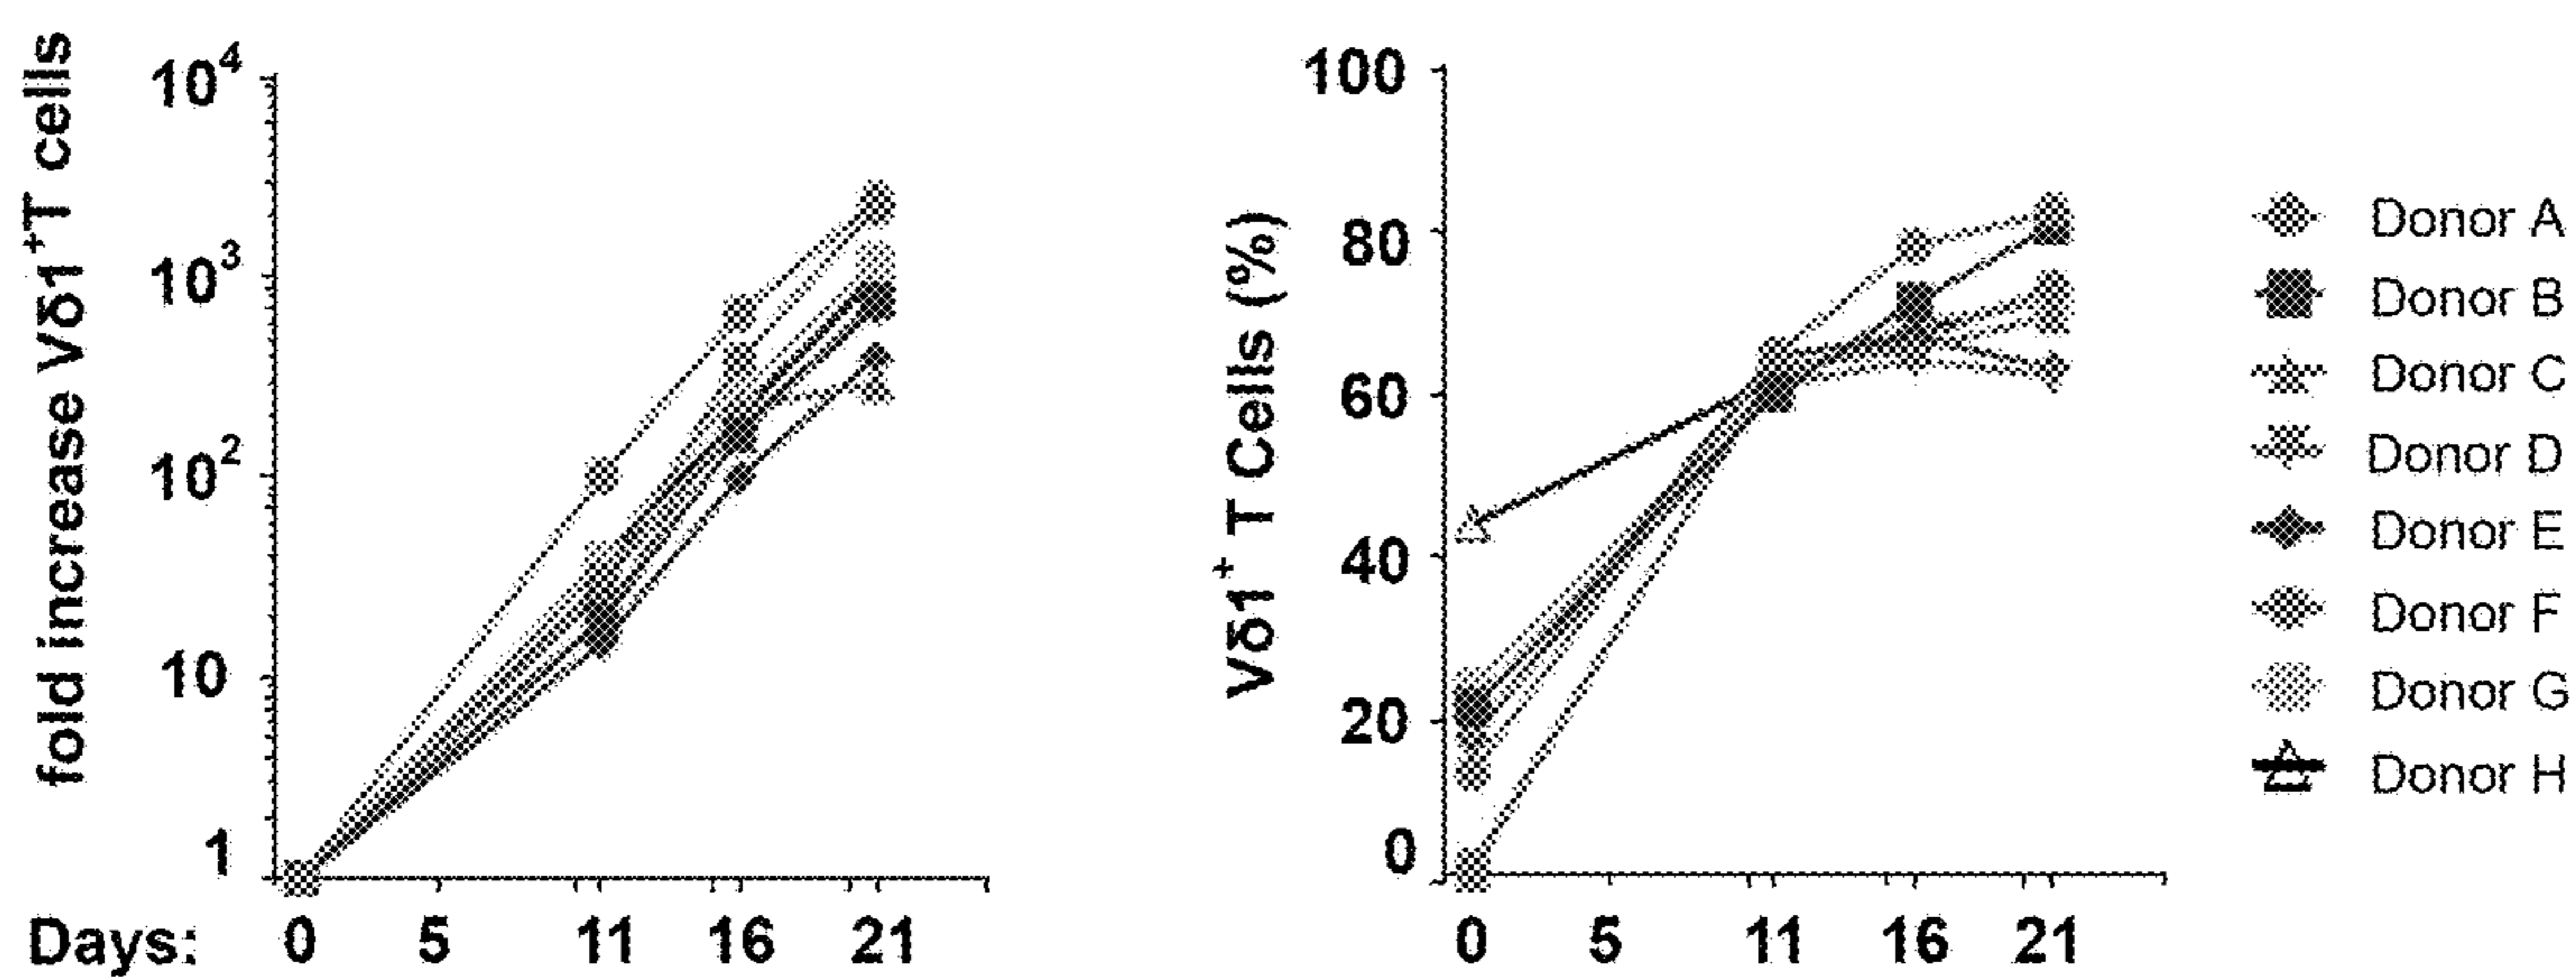 fold increase Vδ1⁺T cells
10⁴
10³
10²
10
1
Days: 0 5 11 16 21
Vδ1⁺ T Cells (%)
100
80
60
40
20
0
0 5 11 16 21
Donor A
Donor B
Donor C
Donor D
Donor E
Donor F
Donor G
Donor H